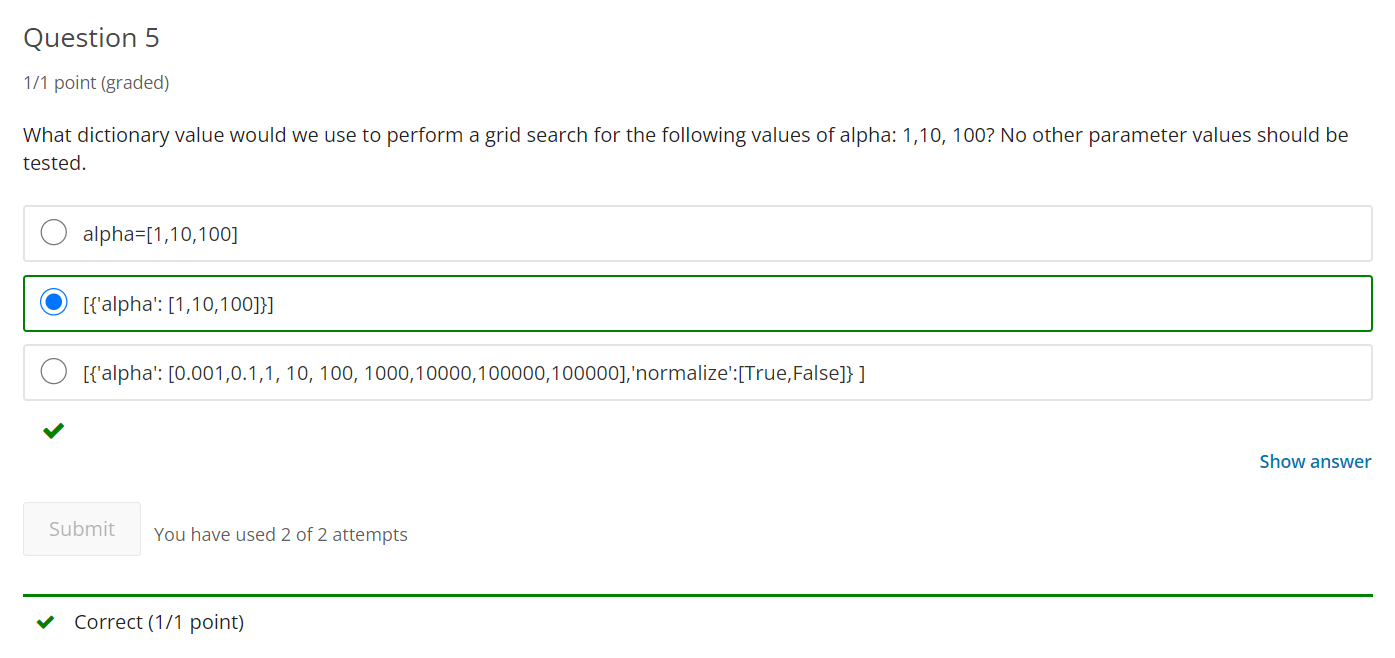 Question 5
1/1 point (graded)
What dictionary value would we use to perform a grid search for the following values of alpha: 1,10, 100? No other parameter values should be
tested.
alpha=[1,10,100]
[{'alpha': [1,10,100]}]
[{'alpha': [0.001,0.1,1, 10, 100, 1000,10000,100000,100000],'normalize':[True,False]} ]
Show answer
Submit
You have used 2 of 2 attempts
Correct (1/1 point)